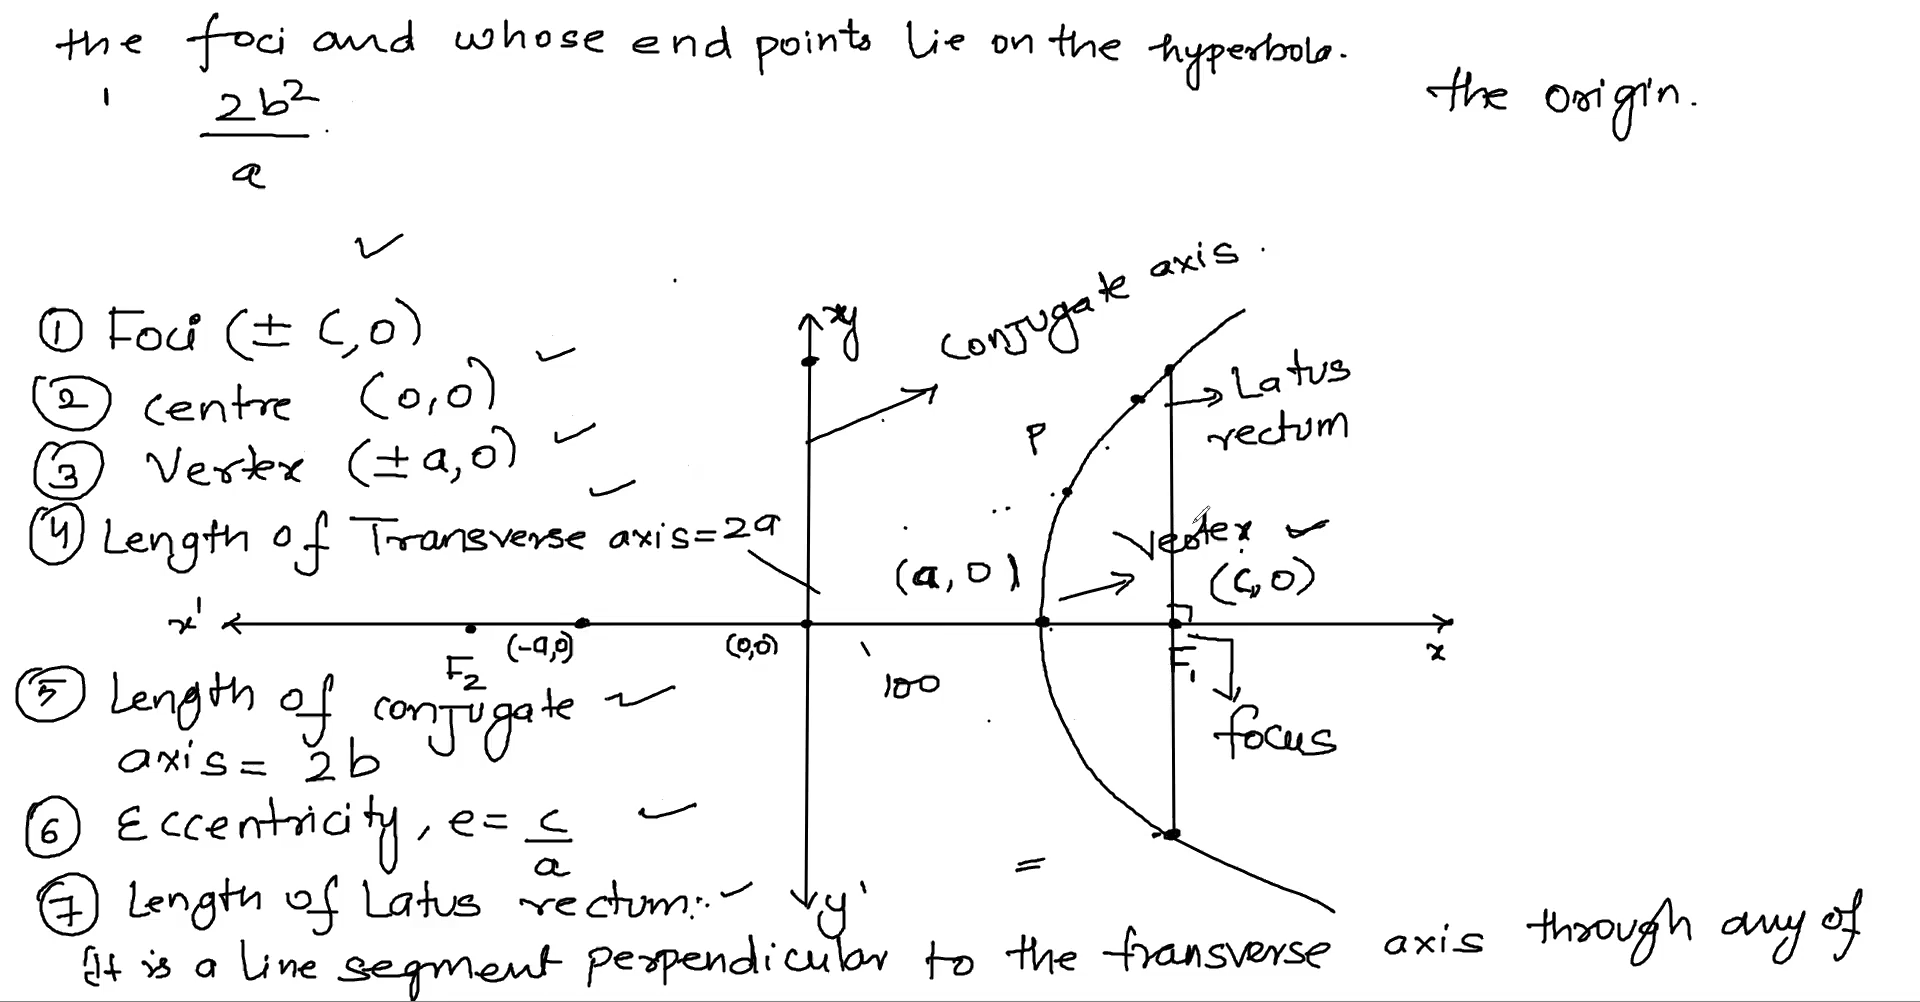 the foci and whose end points lie on the hyperbola.
the origin.
2b²
a
① Foci (± c,0)
② centre (0,0)
③ Vertex (±a,0)
④ Length of Transverse axis=2a
y
conjugate axis.
Latus
rectum
P
Vertex
(a,0)
(c,0)
x'
F₂
(-a,0)
(0,0)
100
F₁
x
focus
⑤ Length of conjugate
axis = 2b
⑥ Eccentricity, e= c
a
=
⑦ Length of Latus rectum:
y'
It is a line segment perpendicular to the transverse axis through any of